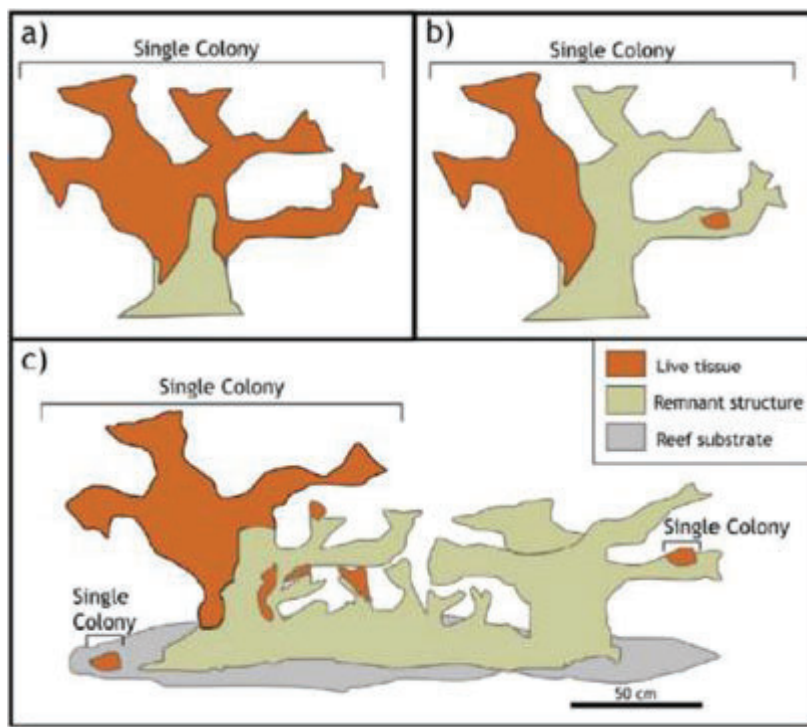 a)
Single Colony
b)
Single Colony
c)
Single Colony
Live tissue
Remnant structure
Reef substrate
Single Colony
Single
Colony
50 cm